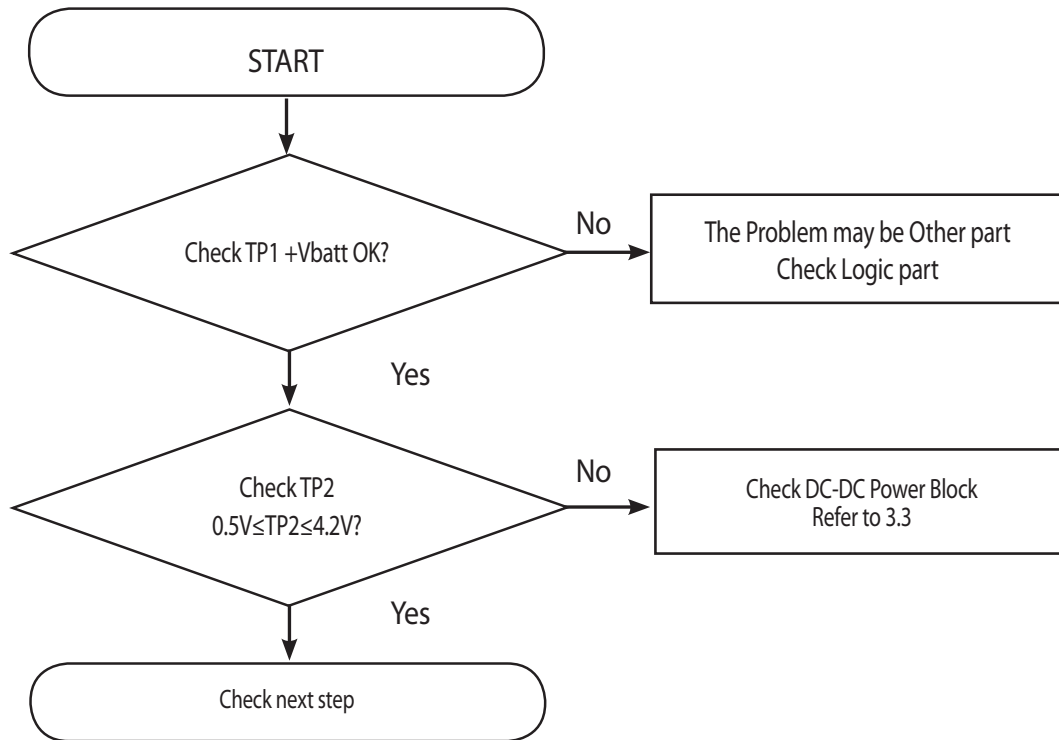 START
Check TP1 +Vbatt OK?
No
The Problem may be Other part
Check Logic part
Yes
Check TP2
0.5V≤TP2≤4.2V?
No
Check DC-DC Power Block
Refer to 3.3
Yes
Check next step